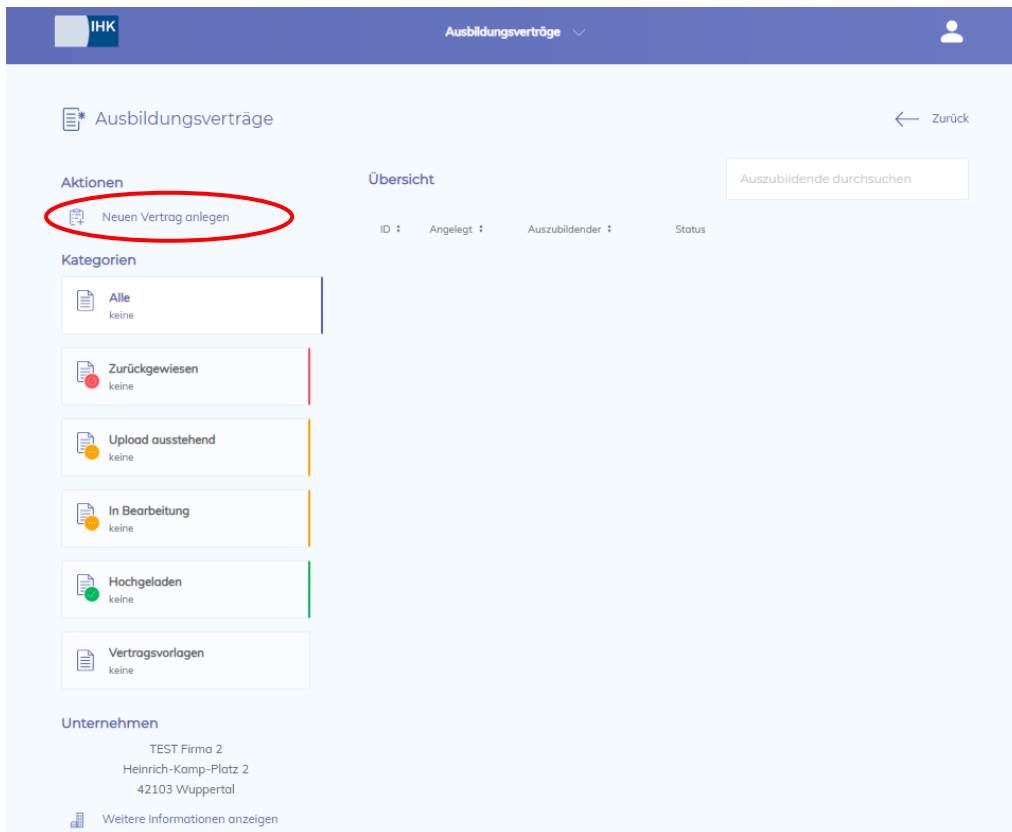 IHK
Ausbildungsverträge
Ausbildungsverträge
Zurück
Aktionen
Neuen Vertrag anlegen
Kategorien
Alle
keine
Zurückgewiesen
keine
Upload ausstehend
keine
In Bearbeitung
keine
Hochgeladen
keine
Vertragsvorlagen
keine
Unternehmen
TEST Firma 2
Heinrich-Kamp-Platz 2
42103 Wuppertal
Weitere Informationen anzeigen
Übersicht
Auszubildende durchsuchen
ID Angelegt Auszubildender Status